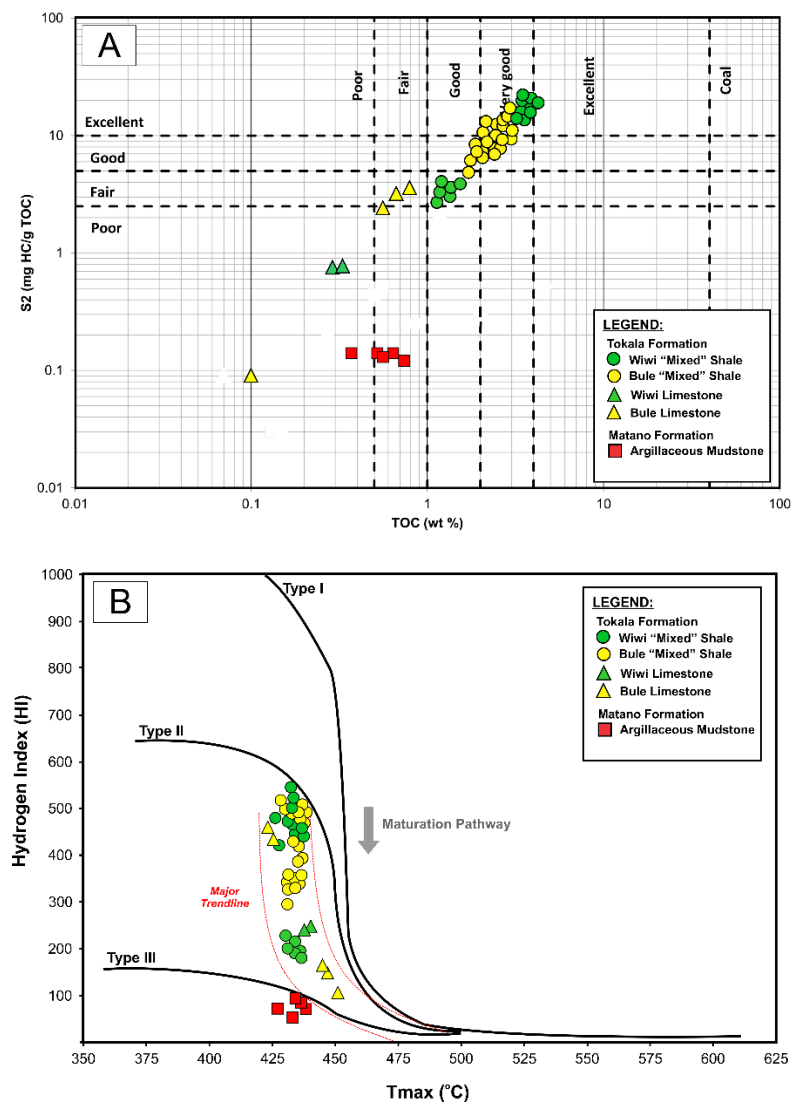 A
100
10
1
0.1
0.01
S2 (mg HC/g TOC)
Excellent
Good
Fair
Poor
Poor
Fair
Good
Very good
Excellent
Coal
LEGEND:
Tokala Formation
Wiwi “Mixed” Shale
Bule “Mixed” Shale
Wiwi Limestone
Bule Limestone
Matano Formation
Argillaceous Mudstone
0.01 0.1 1 10 100
TOC (wt %)
B
1000
900
800
700
600
500
400
300
200
100
Hydrogen Index (HI)
Type I
Type II
Type III
Major
Trendline
Maturation Pathway
LEGEND:
Tokala Formation
Wiwi “Mixed” Shale
Bule “Mixed” Shale
Wiwi Limestone
Bule Limestone
Matano Formation
Argillaceous Mudstone
350 375 400 425 450 475 500 525 550 575 600 625
Tmax (°C)